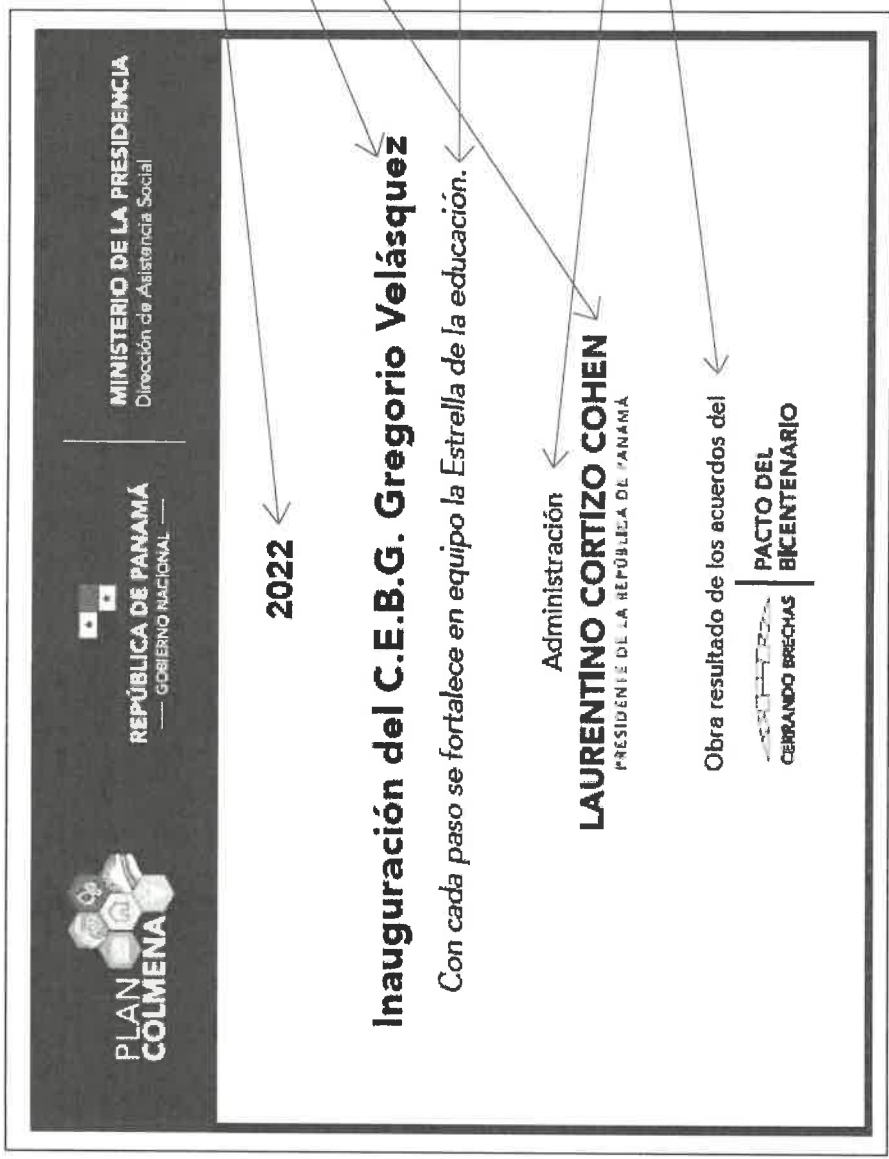 PLAN
COLMENA
REPÚBLICA DE PANAMÁ
GOBIERNO NACIONAL
MINISTERIO DE LA PRESIDENCIA
Dirección de Asistencia Social
2022
Inauguración del C.E.B.G. Gregorio Velásquez
Con cada paso se fortalece en equipo la Estrella de la educación.
Administración
LAURENTINO CORTIZO COHEN
PRESIDENTE DE LA REPÚBLICA DE PANAMÁ
Obra resultado de los acuerdos del
CERRANDO BRECHAS
PACTO DEL
BICENTENARIO